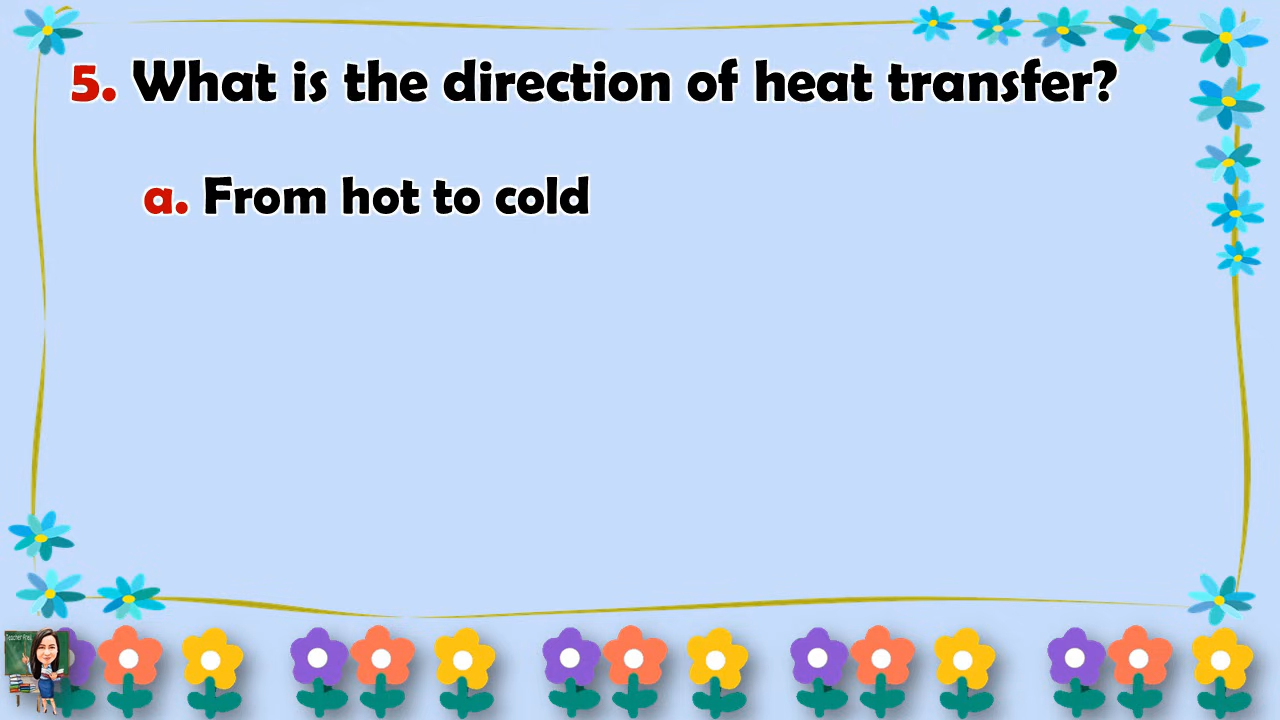 5. What is the direction of heat transfer?
a. From hot to cold